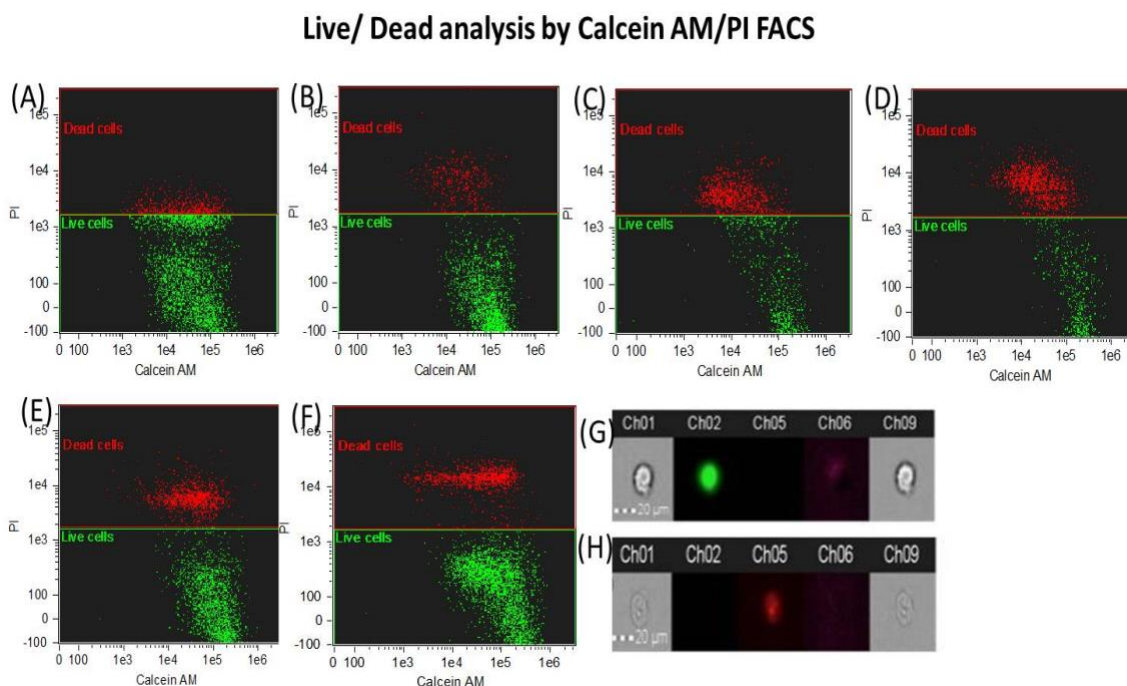 Live/ Dead analysis by Calcein AM/PI FACS
(A)
1e5
Dead cells
1e4
PI
Live cells
1e3
100
0
-100
0 100 1e3 1e4 1e5 1e6
Calcein AM
(B)
1e5
Dead cells
1e4
PI
Live cells
1e3
100
0
-100
0 100 1e3 1e4 1e5 1e6
Calcein AM
(C)
1e5
Dead cells
1e4
PI
Live cells
1e3
100
0
-100
0 100 1e3 1e4 1e5 1e6
Calcein AM
(D)
1e5
Dead cells
1e4
PI
Live cells
1e3
100
0
-100
0 100 1e3 1e4 1e5 1e6
Calcein AM
(E)
1e5
Dead cells
1e4
PI
Live cells
1e3
100
0
-100
0 100 1e3 1e4 1e5 1e6
Calcein AM
(F)
1e5
Dead cells
1e4
PI
Live cells
1e3
100
0
-100
0 100 1e3 1e4 1e5 1e6
Calcein AM
(G)
Ch01 Ch02 Ch05 Ch06 Ch09
20 µm
(H)
Ch01 Ch02 Ch05 Ch06 Ch09
20 µm